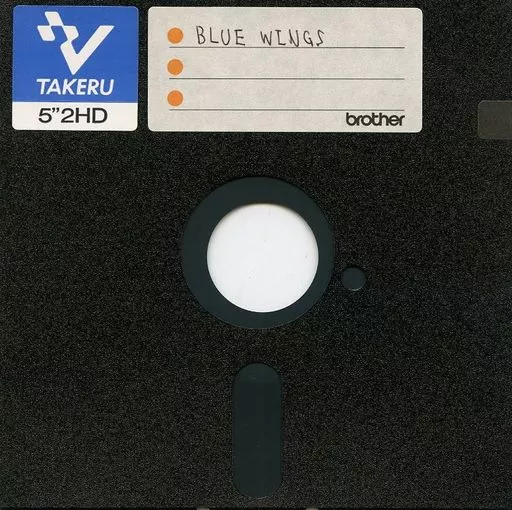 TAKERU
5"2HD
BLUE WINGS
brother